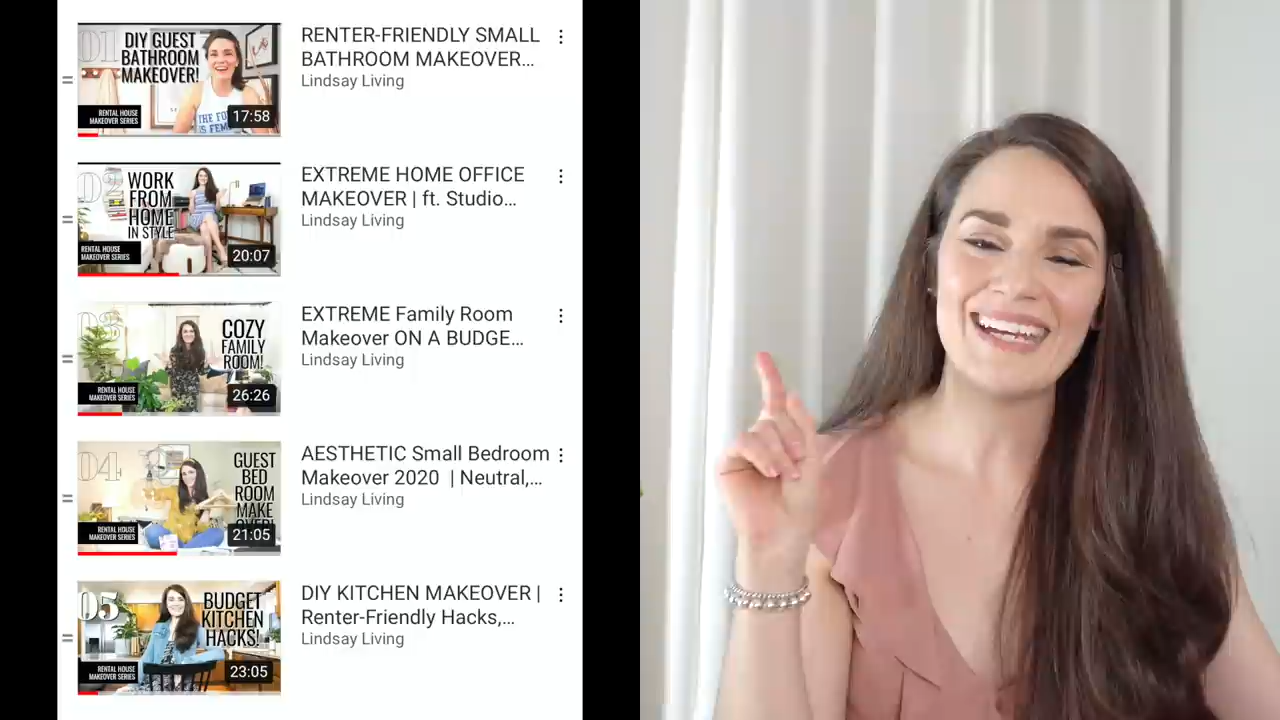 01
DIY GUEST
BATHROOM
MAKEOVER!
RENTAL HOUSE
MAKEOVER SERIES
17:58
RENTER-FRIENDLY SMALL
BATHROOM MAKEOVER...
Lindsay Living
02
WORK
FROM
HOME
IN STYLE
RENTAL HOUSE
MAKEOVER SERIES
20:07
EXTREME HOME OFFICE
MAKEOVER | ft. Studio...
Lindsay Living
03
COZY
FAMILY
ROOM!
RENTAL HOUSE
MAKEOVER SERIES
26:26
EXTREME Family Room
Makeover ON A BUDGE...
Lindsay Living
04
GUEST
BED
ROOM
MAKE
OVER!
RENTAL HOUSE
MAKEOVER SERIES
21:05
AESTHETIC Small Bedroom
Makeover 2020 | Neutral,...
Lindsay Living
05
BUDGET
KITCHEN
HACKS!
RENTAL HOUSE
MAKEOVER SERIES
23:05
DIY KITCHEN MAKEOVER |
Renter-Friendly Hacks,...
Lindsay Living